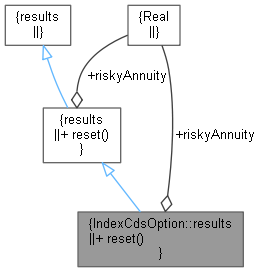 {results
||}
{Real
||}
+riskyAnnuity
{results
||+ reset()
}
+riskyAnnuity
{IndexCdsOption::results
||+ reset()
}